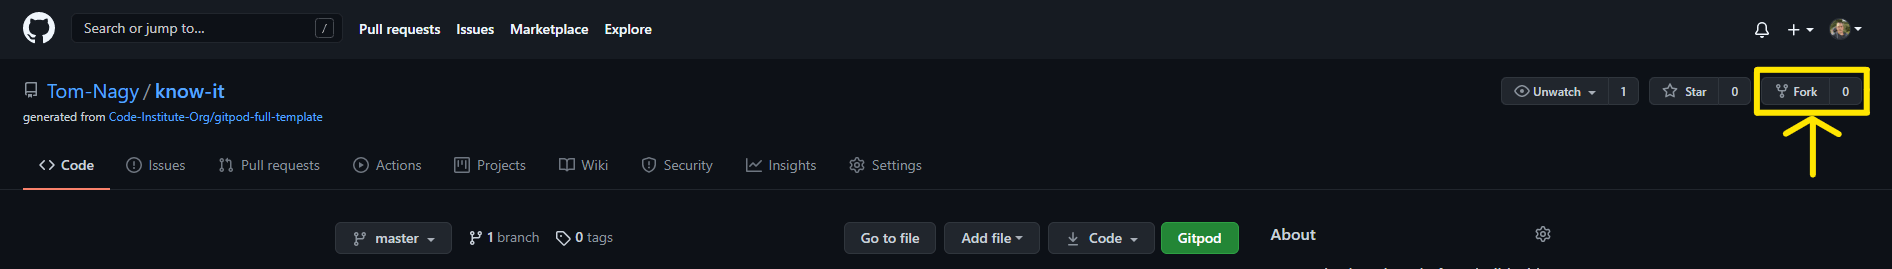 Search or jump to... / Pull requests Issues Marketplace Explore
Tom-Nagy / know-it Unwatch 1 Star 0 Fork 0
generated from Code-Institute-Org/gitpod-full-template
Code Issues Pull requests Actions Projects Wiki Security Insights Settings
master 1 branch 0 tags Go to file Add file Code Gitpod About